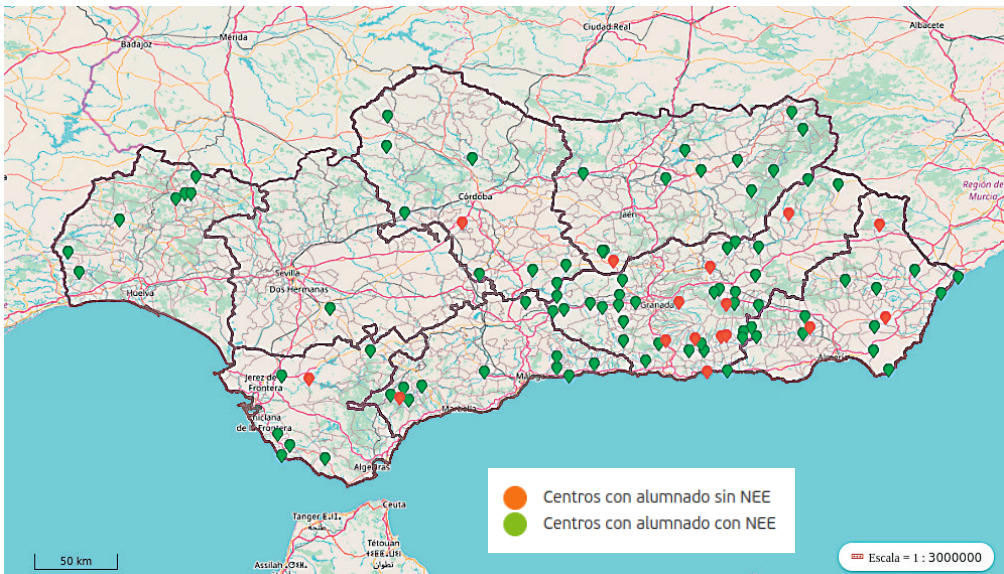 Ciudad Real
Albacete
Badajoz
Mérida
Región de
Murcia
Córdoba
Jaén
Sevilla
Dos Hermanas
Huelva
Granada
Jerez de
Frontera
Marbella
Chiclana
de la Frontera
Algeciras
Ceuta
Tétouan
Centros con alumnado sin NEE
Centros con alumnado con NEE
50 km
Escala = 1 : 3000000